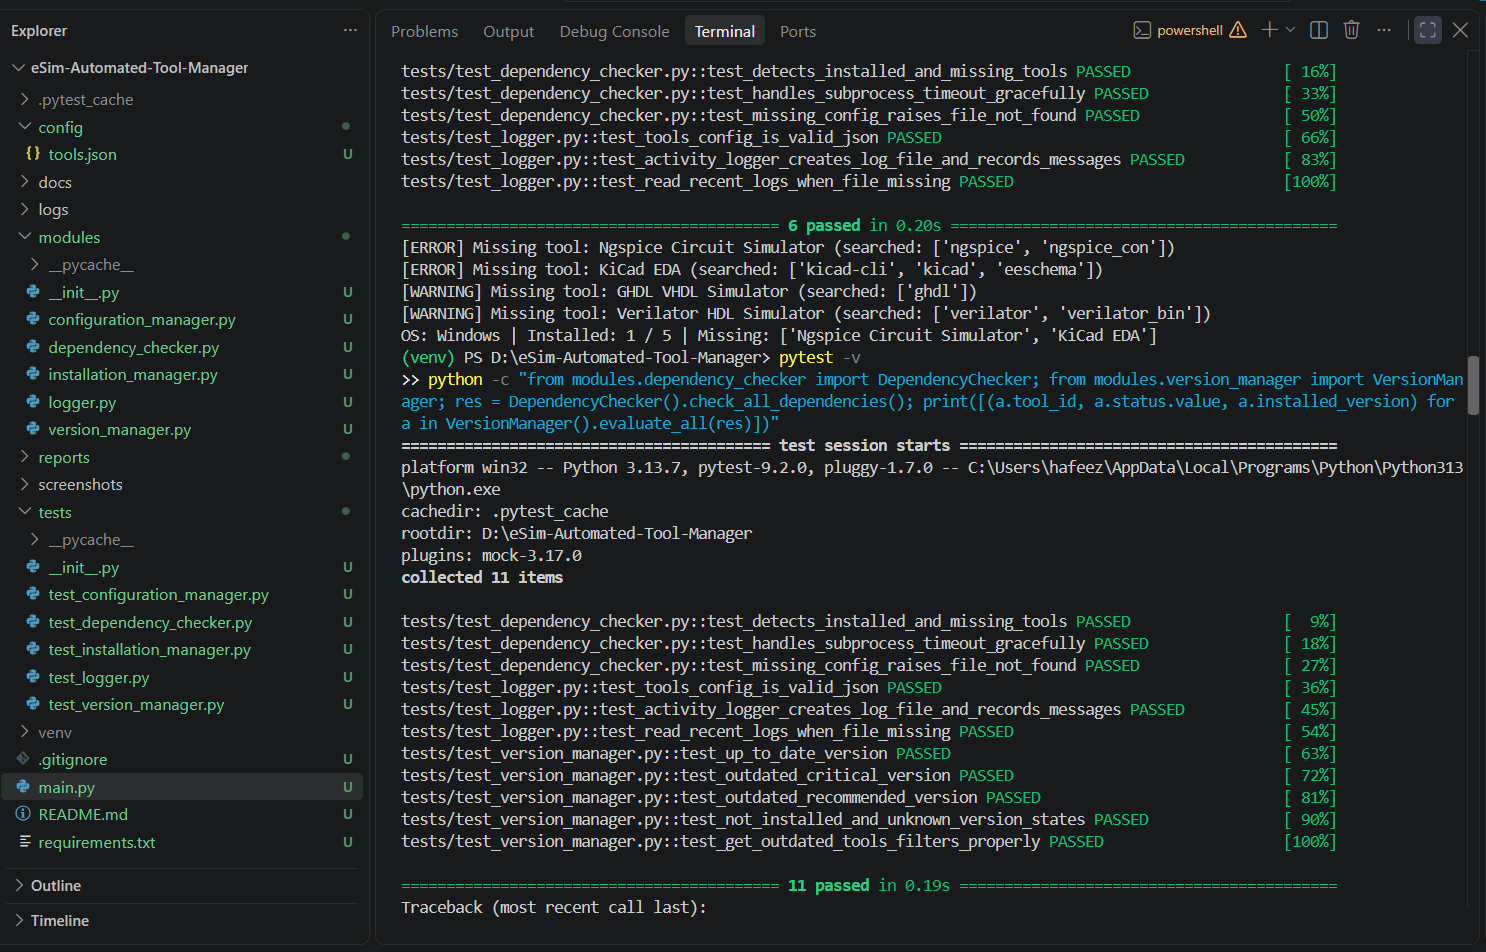 Explorer
eSim-Automated-Tool-Manager
.pytest_cache
config
{} tools.json U
docs
logs
modules
__pycache__
__init__.py U
configuration_manager.py U
dependency_checker.py U
installation_manager.py U
logger.py U
version_manager.py U
reports
screenshots
tests
__pycache__
__init__.py U
test_configuration_manager.py U
test_dependency_checker.py U
test_installation_manager.py U
test_logger.py U
test_version_manager.py U
venv
.gitignore U
main.py U
README.md U
requirements.txt U
Outline
Timeline
Problems Output Debug Console Terminal Ports
powershell
tests/test_dependency_checker.py::test_detects_installed_and_missing_tools PASSED [ 16%]
tests/test_dependency_checker.py::test_handles_subprocess_timeout_gracefully PASSED [ 33%]
tests/test_dependency_checker.py::test_missing_config_raises_file_not_found PASSED [ 50%]
tests/test_logger.py::test_tools_config_is_valid_json PASSED [ 66%]
tests/test_logger.py::test_activity_logger_creates_log_file_and_records_messages PASSED [ 83%]
tests/test_logger.py::test_read_recent_logs_when_file_missing PASSED [100%]
========================================== 6 passed in 0.20s ===========================================
[ERROR] Missing tool: Ngspice Circuit Simulator (searched: ['ngspice', 'ngspice_con'])
[ERROR] Missing tool: KiCad EDA (searched: ['kicad-cli', 'kicad', 'eeschema'])
[WARNING] Missing tool: GHDL VHDL Simulator (searched: ['ghdl'])
[WARNING] Missing tool: Verilator HDL Simulator (searched: ['verilator', 'verilator_bin'])
OS: Windows | Installed: 1 / 5 | Missing: ['Ngspice Circuit Simulator', 'KiCad EDA']
(venv) PS D:\eSim-Automated-Tool-Manager> pytest -v
>> python -c "from modules.dependency_checker import DependencyChecker; from modules.version_manager import VersionMan
ager; res = DependencyChecker().check_all_dependencies(); print([(a.tool_id, a.status.value, a.installed_version) for
a in VersionManager().evaluate_all(res)])"
========================================= test session starts ==========================================
platform win32 -- Python 3.13.7, pytest-9.2.0, pluggy-1.7.0 -- C:\Users\hafeez\AppData\Local\Programs\Python\Python313
\python.exe
cachedir: .pytest_cache
rootdir: D:\eSim-Automated-Tool-Manager
plugins: mock-3.17.0
collected 11 items
tests/test_dependency_checker.py::test_detects_installed_and_missing_tools PASSED [  9%]
tests/test_dependency_checker.py::test_handles_subprocess_timeout_gracefully PASSED [ 18%]
tests/test_dependency_checker.py::test_missing_config_raises_file_not_found PASSED [ 27%]
tests/test_logger.py::test_tools_config_is_valid_json PASSED [ 36%]
tests/test_logger.py::test_activity_logger_creates_log_file_and_records_messages PASSED [ 45%]
tests/test_logger.py::test_read_recent_logs_when_file_missing PASSED [ 54%]
tests/test_version_manager.py::test_up_to_date_version PASSED [ 63%]
tests/test_version_manager.py::test_outdated_critical_version PASSED [ 72%]
tests/test_version_manager.py::test_outdated_recommended_version PASSED [ 81%]
tests/test_version_manager.py::test_not_installed_and_unknown_version_states PASSED [ 90%]
tests/test_version_manager.py::test_get_outdated_tools_filters_properly PASSED [100%]
========================================== 11 passed in 0.19s ==========================================
Traceback (most recent call last):